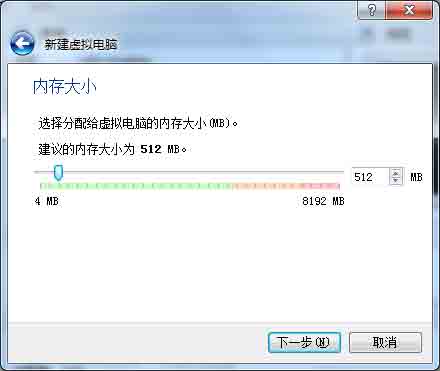 新建虚拟电脑
内存大小
选择分配给虚拟电脑的内存大小(MB)。
建议的内存大小为 512 MB。
512 MB
4 MB 8192 MB
下一步(N) 取消